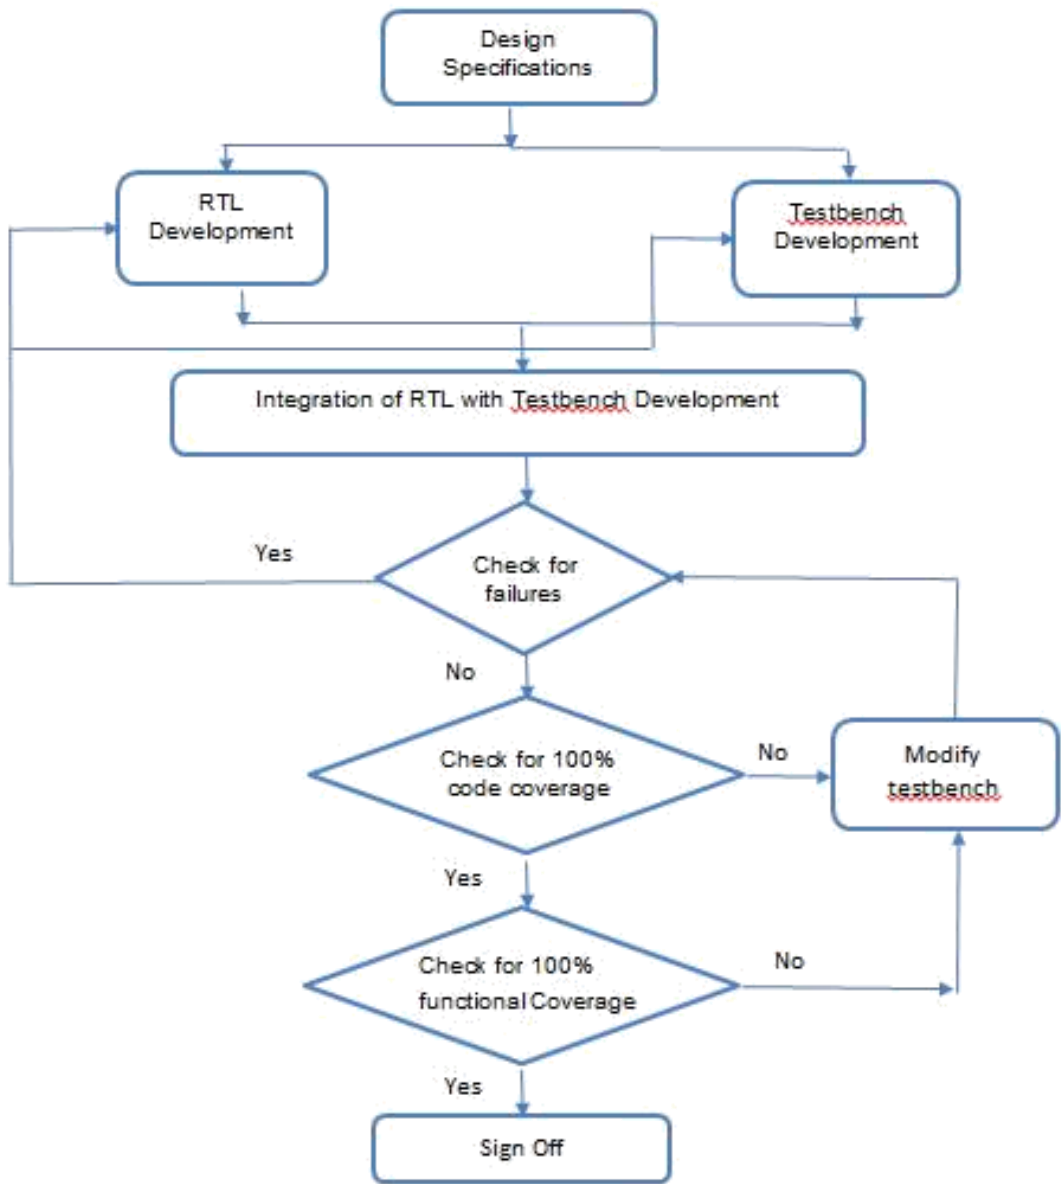 Design
Specifications
RTL
Development
Testbench
Development
Integration of RTL with Testbench Development
Yes
Check for
failures
No
Check for 100%
code coverage
No
Modify
testbench
Yes
Check for 100%
functional Coverage
No
Yes
Sign Off